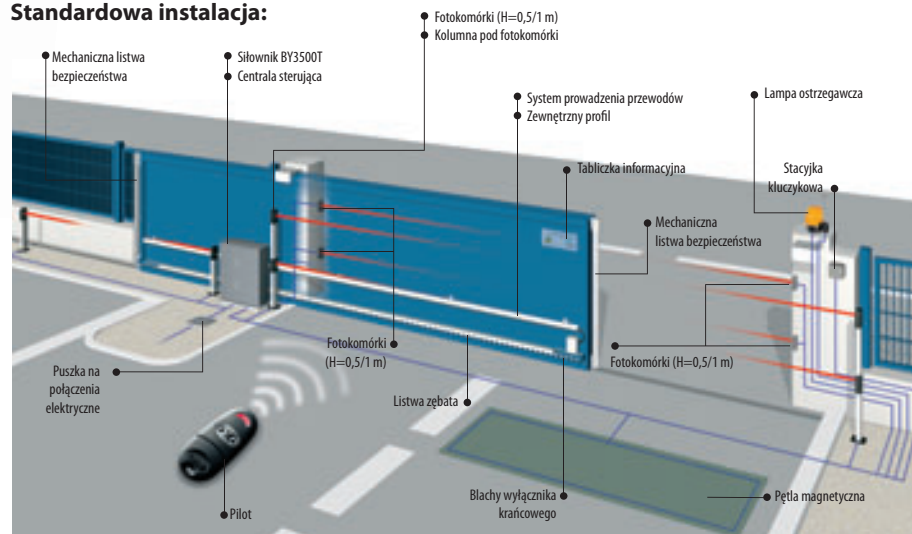 Standardowa instalacja:
Fotokomórki (H=0,5/1 m)
Kolumna pod fotokomórki
Mechaniczna listwa
bezpieczeństwa
Siłownik BY3500T
Centrala sterująca
System prowadzenia przewodów
Zewnętrzny profil
Lampa ostrzegawcza
Tabliczka informacyjna
Stacyjka
kluczykowa
Mechaniczna
listwa bezpieczeństwa
Fotokomórki
(H=0,5/1 m)
Fotokomórki (H=0,5/1 m)
Puszka na
połączenia
elektryczne
Listwa zębata
Blachy wyłącznika
krańcowego
Pętla magnetyczna
Pilot